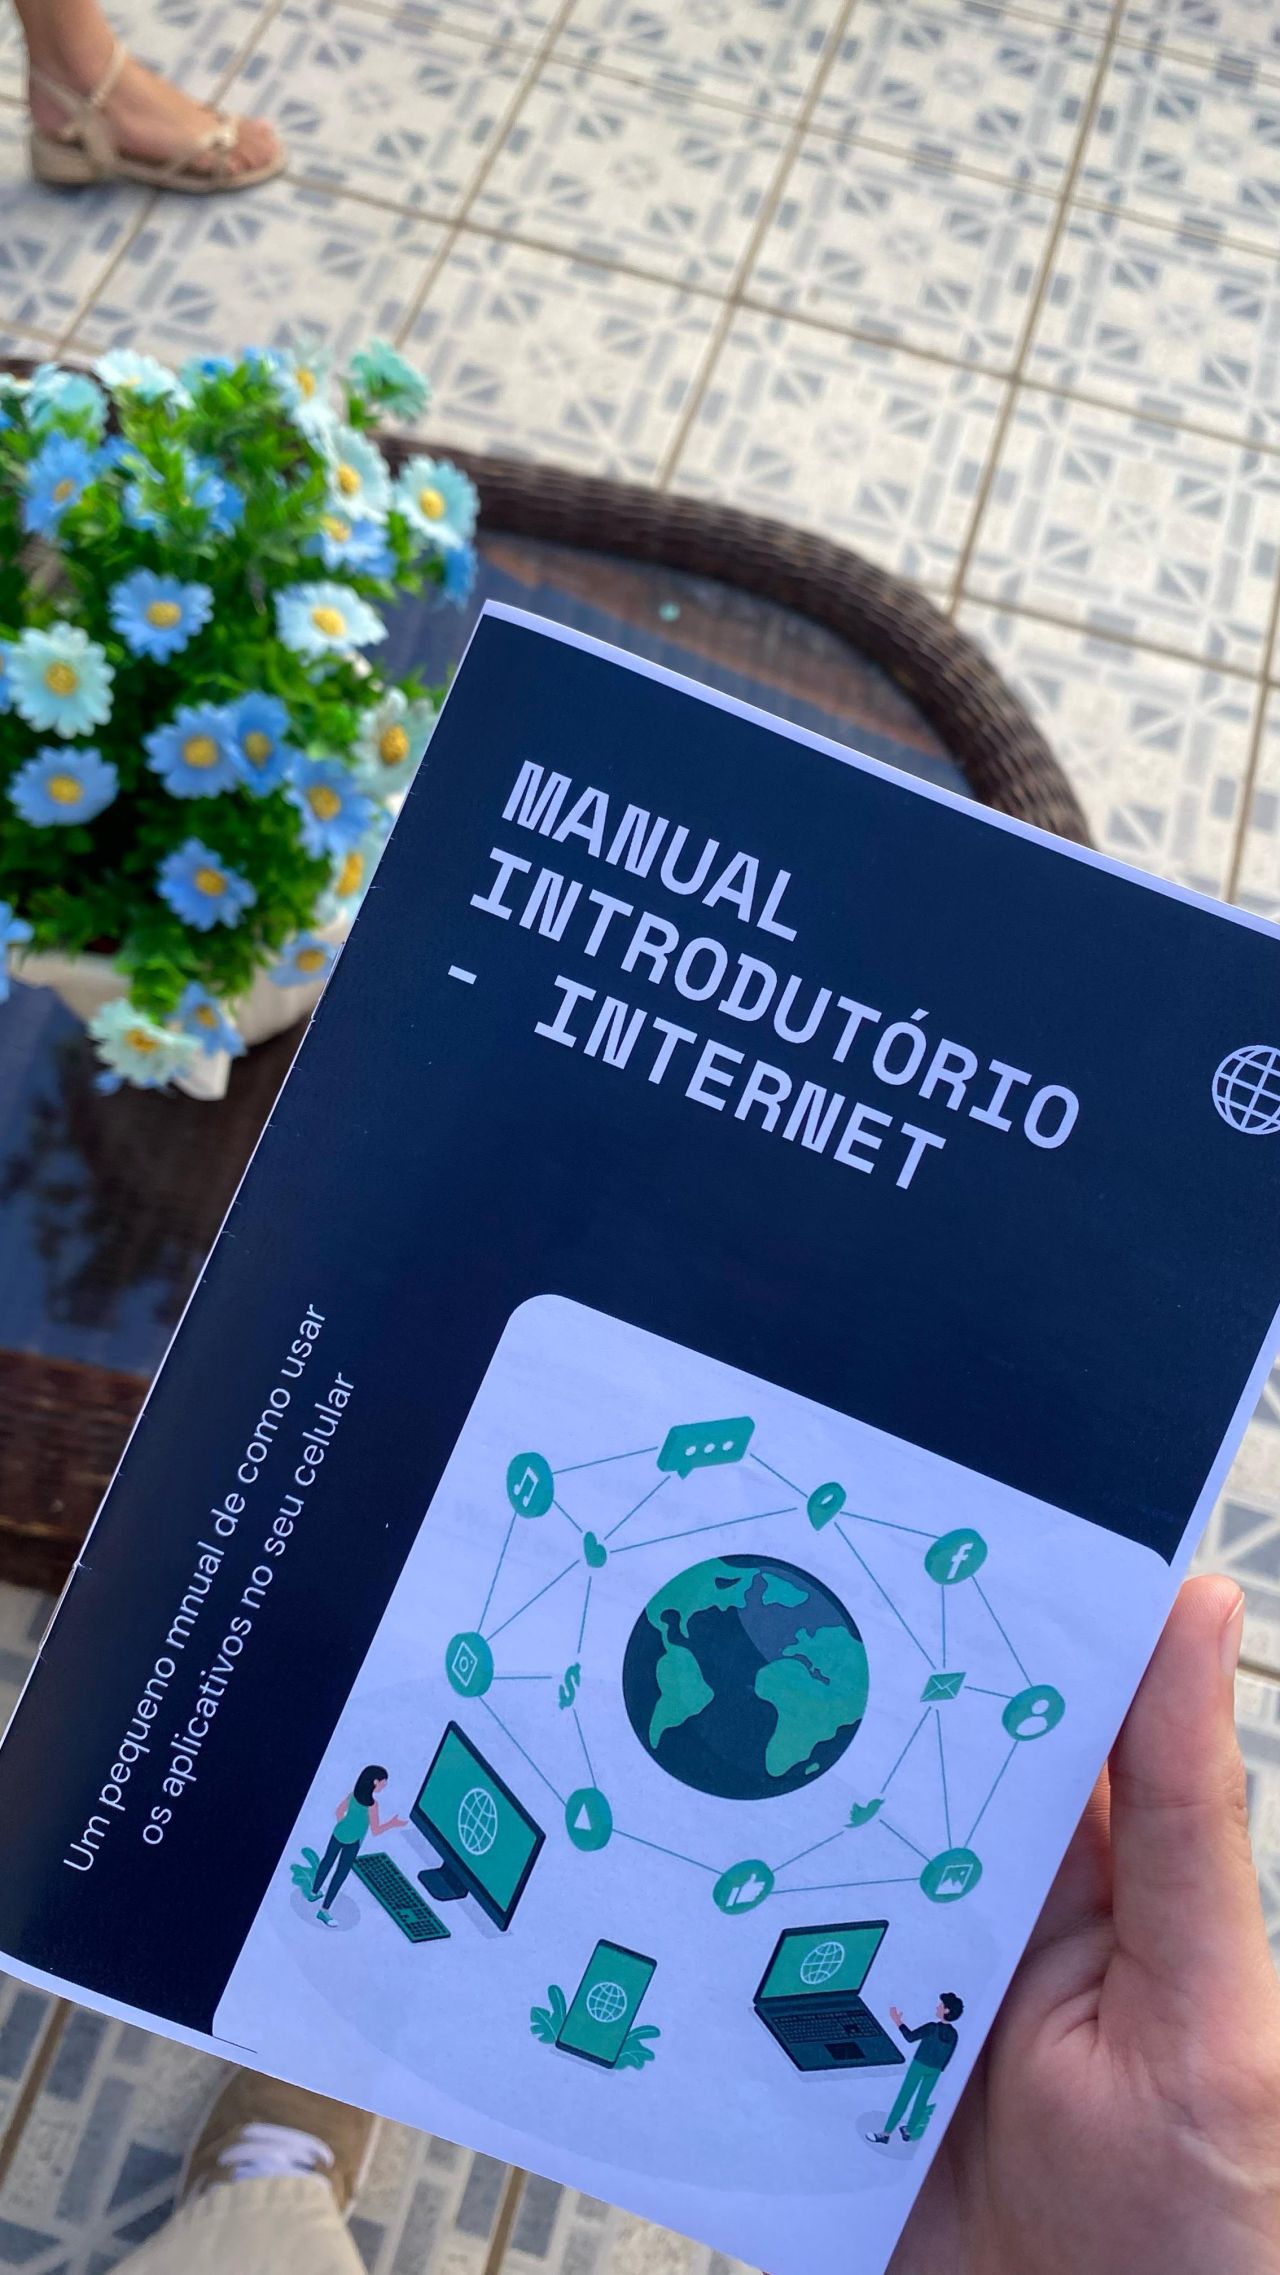 MANUAL
INTRODUTÓRIO
- INTERNET
Um pequeno mnual de como usar
os aplicativos no seu celular